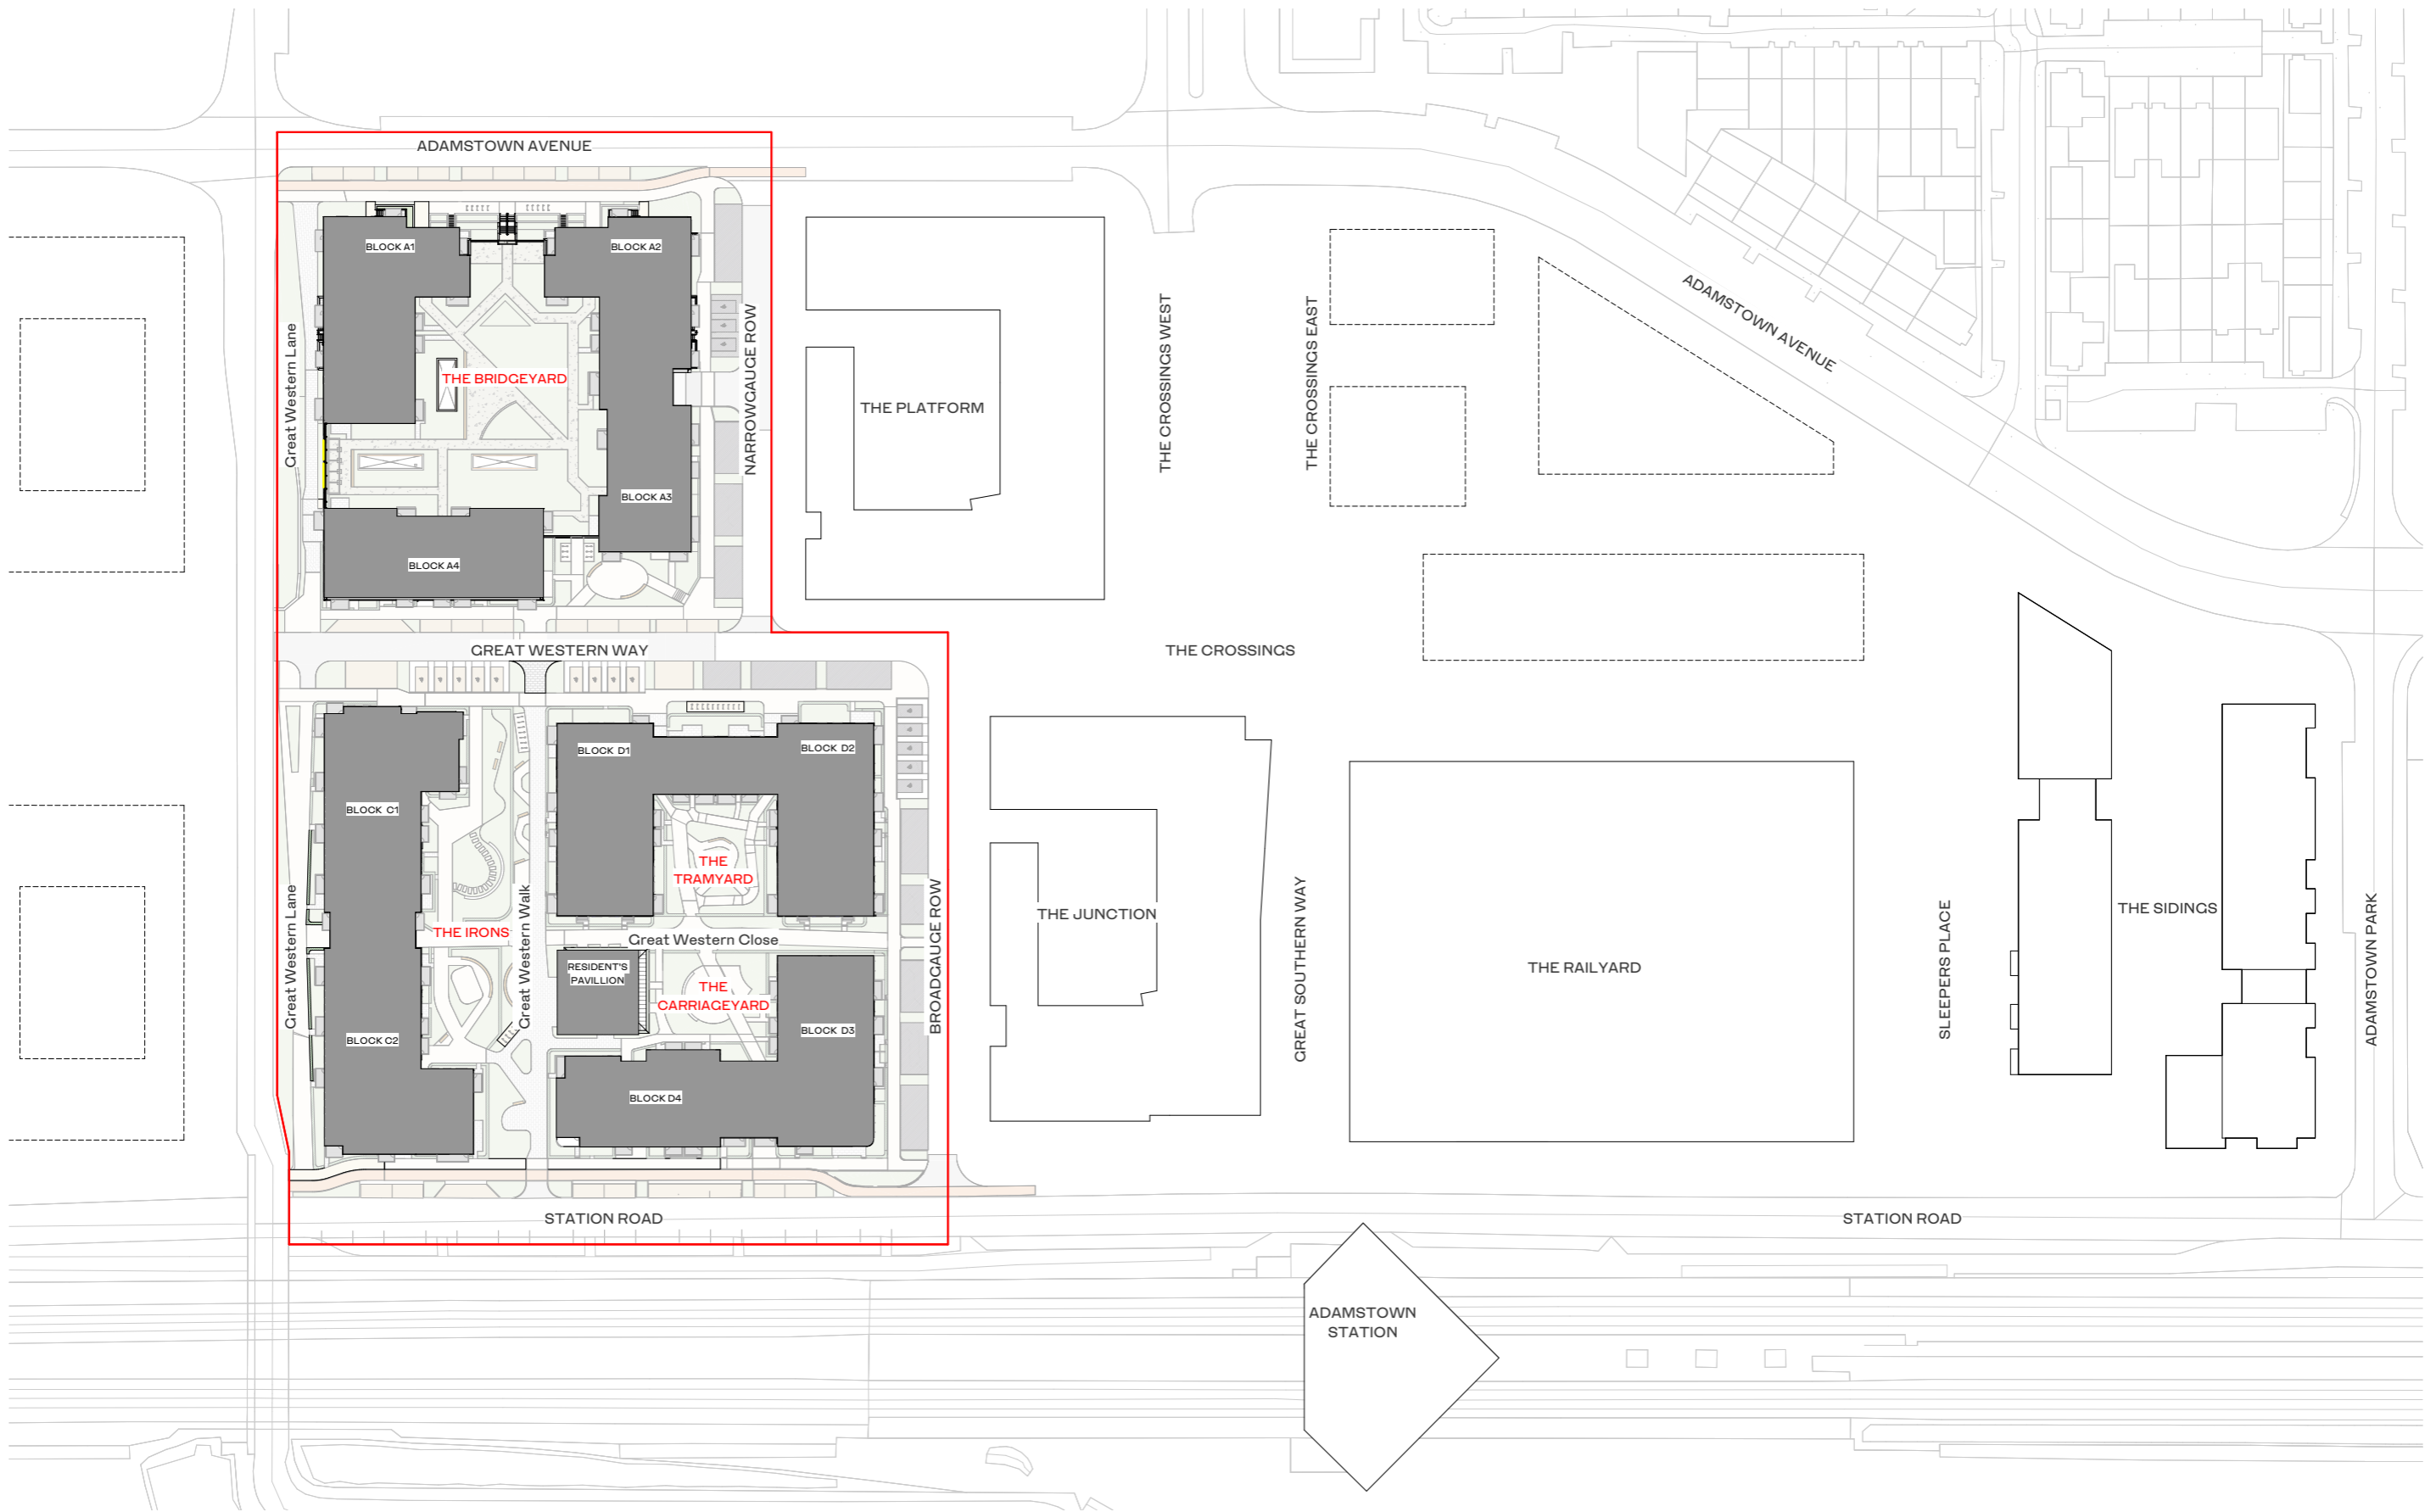 ADAMSTOWN AVENUE
BLOCK A1
BLOCK A2
ADAMSTOWN AVENUE
Great Western Lane
THE BRIDGEYARD
NARROWGAUGE ROW
THE PLATFORM
THE CROSSINGS WEST
THE CROSSINGS EAST
BLOCK A3
BLOCK A4
GREAT WESTERN WAY
THE CROSSINGS
BLOCK D1
BLOCK D2
BLOCK C1
THE
TRAMYARD
Great Western Lane
THE IRONS
Great Western Walk
Great Western Close
BROADGAUGE ROW
THE JUNCTION
GREAT SOUTHERN WAY
THE RAILYARD
SLEEPERS PLACE
THE SIDINGS
ADAMSTOWN PARK
RESIDENT'S
PAVILLION
THE
CARRIAGEYARD
BLOCK D3
BLOCK C2
BLOCK D4
STATION ROAD
STATION ROAD
ADAMSTOWN
STATION